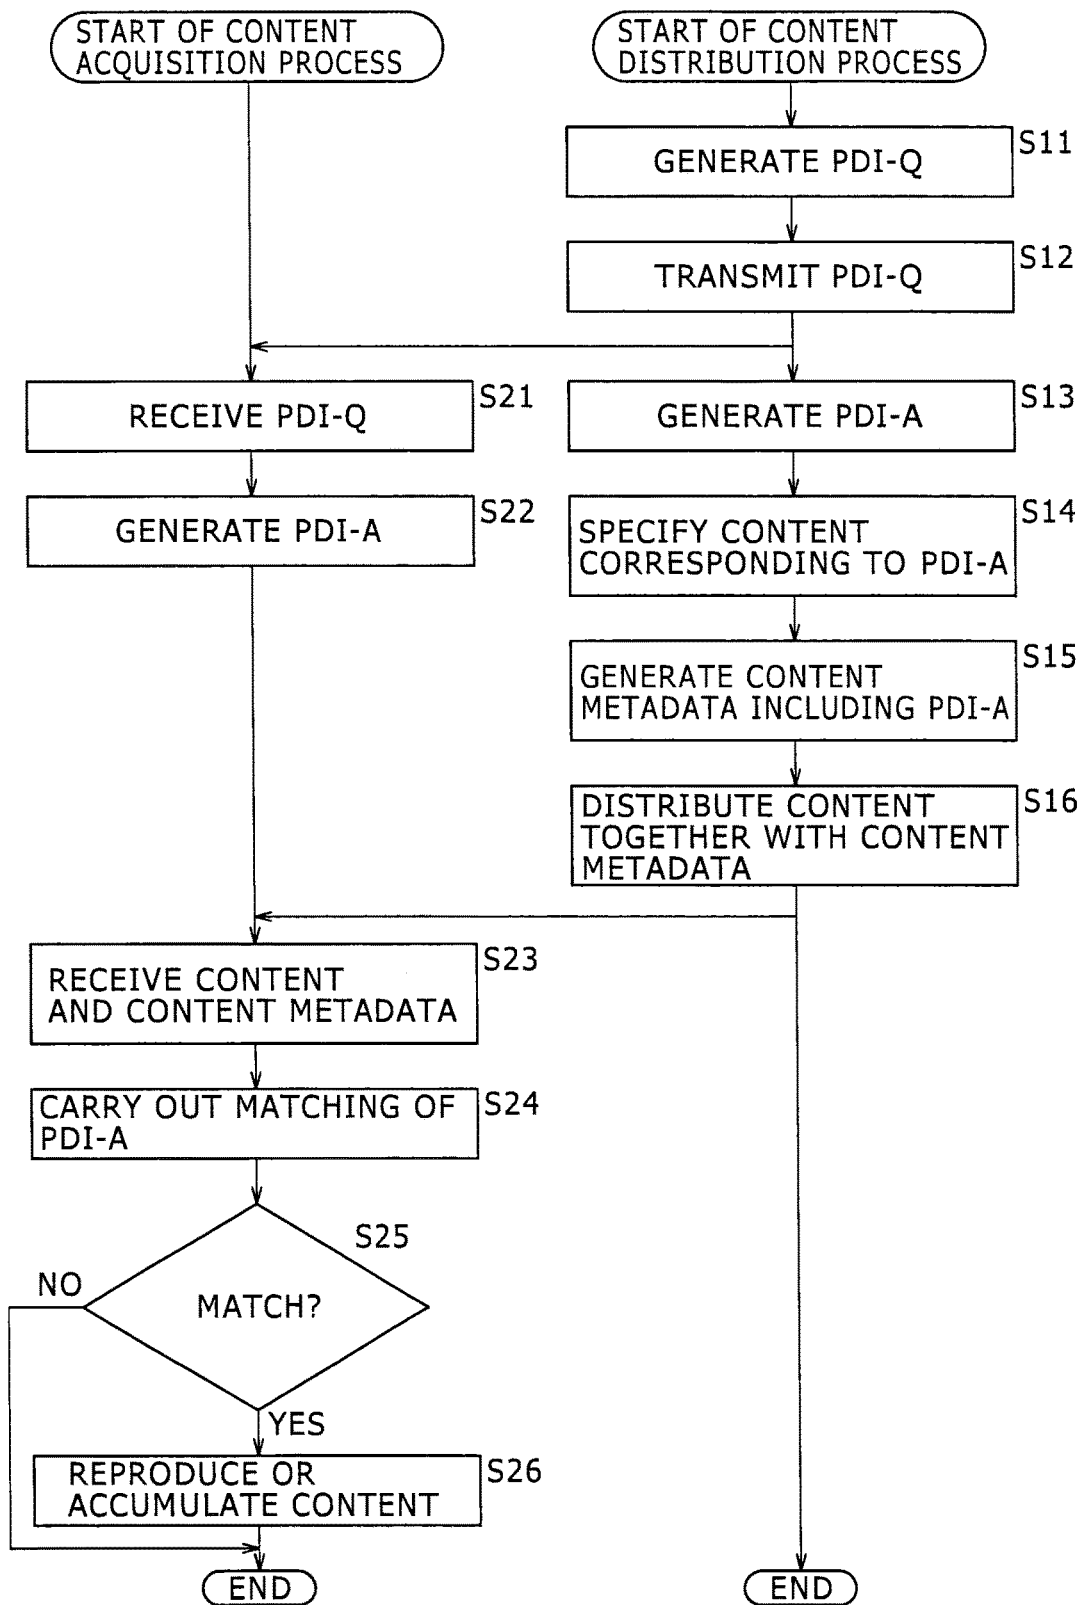 START OF CONTENT
ACQUISITION PROCESS
START OF CONTENT
DISTRIBUTION PROCESS
GENERATE PDI-Q
S11
TRANSMIT PDI-Q
S12
RECEIVE PDI-Q
S21
GENERATE PDI-A
S13
GENERATE PDI-A
S22
SPECIFY CONTENT
CORRESPONDING TO PDI-A
S14
GENERATE CONTENT
METADATA INCLUDING PDI-A
S15
DISTRIBUTE CONTENT
TOGETHER WITH CONTENT
METADATA
S16
RECEIVE CONTENT
AND CONTENT METADATA
S23
CARRY OUT MATCHING OF
PDI-A
S24
S25
NO
MATCH?
YES
REPRODUCE OR
ACCUMULATE CONTENT
S26
END
END